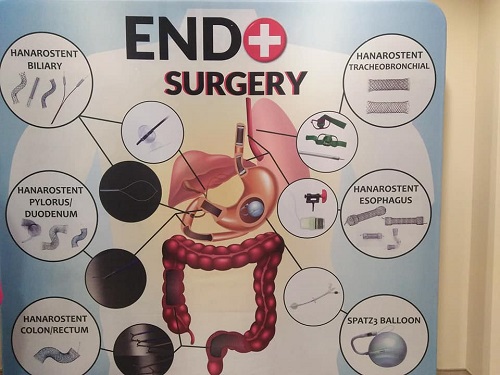 END
SURGERY
HANAROSTENT
BILIARY
HANAROSTENT
TRACHEOBRONCHIAL
HANAROSTENT
PYLORUS/
DUODENUM
HANAROSTENT
ESOPHAGUS
HANAROSTENT
COLON/RECTUM
SPATZ3 BALLOON